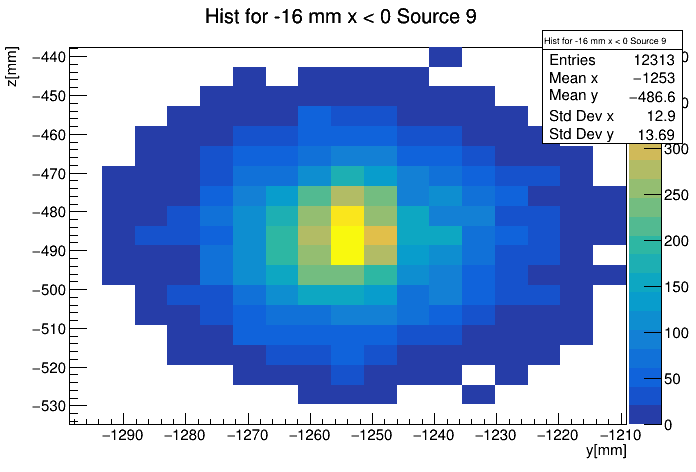 Hist for -16 mm x < 0 Source 9
z[mm]
Hist for -16 mm x < 0 Source 9
Entries 12313
Mean x −1253
Mean y −486.6
Std Dev x 12.9
Std Dev y 13.69
−440
−450
−460
−470
−480
−490
−500
−510
−520
−530
300
250
200
150
100
50
0
−1290 −1280 −1270 −1260 −1250 −1240 −1230 −1220 −1210
y[mm]